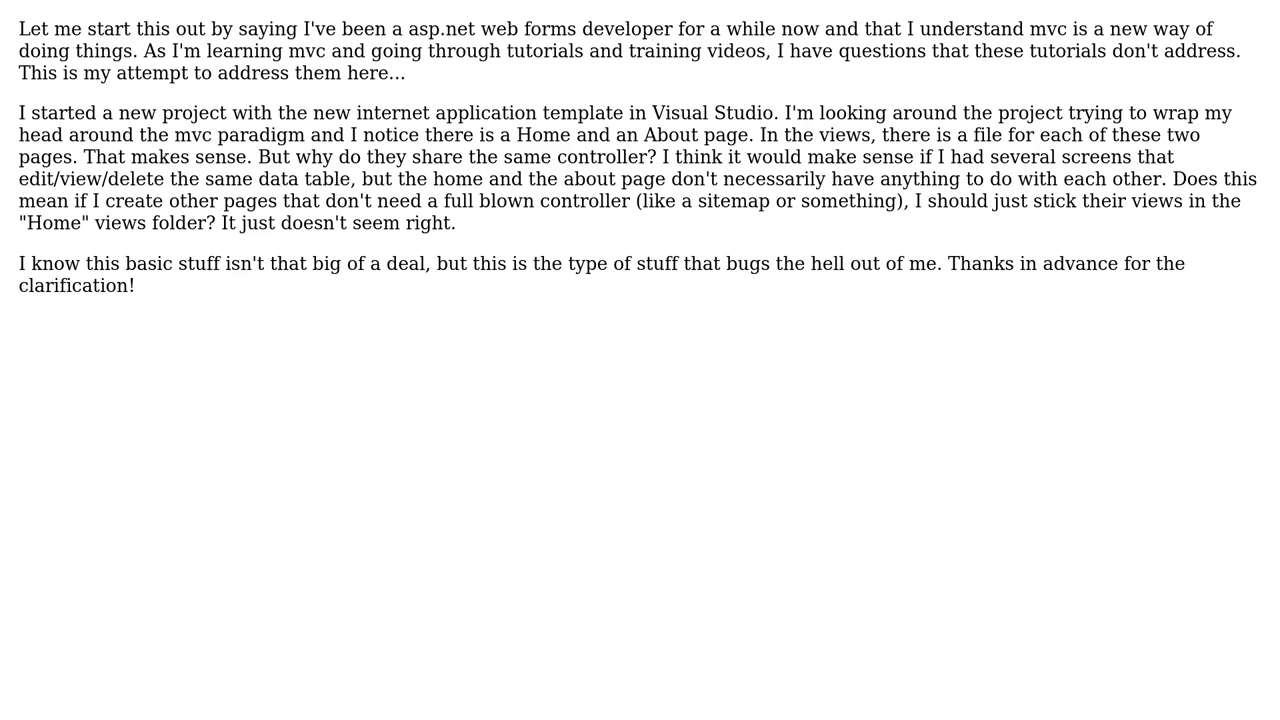 Let me start this out by saying I've been a asp.net web forms developer for a while now and that I understand mvc is a new way of
doing things. As I'm learning mvc and going through tutorials and training videos, I have questions that these tutorials don't address.
This is my attempt to address them here...
I started a new project with the new internet application template in Visual Studio. I'm looking around the project trying to wrap my
head around the mvc paradigm and I notice there is a Home and an About page. In the views, there is a file for each of these two
pages. That makes sense. But why do they share the same controller? I think it would make sense if I had several screens that
edit/view/delete the same data table, but the home and the about page don't necessarily have anything to do with each other. Does this
mean if I create other pages that don't need a full blown controller (like a sitemap or something), I should just stick their views in the
"Home" views folder? It just doesn't seem right.
I know this basic stuff isn't that big of a deal, but this is the type of stuff that bugs the hell out of me. Thanks in advance for the
clarification!